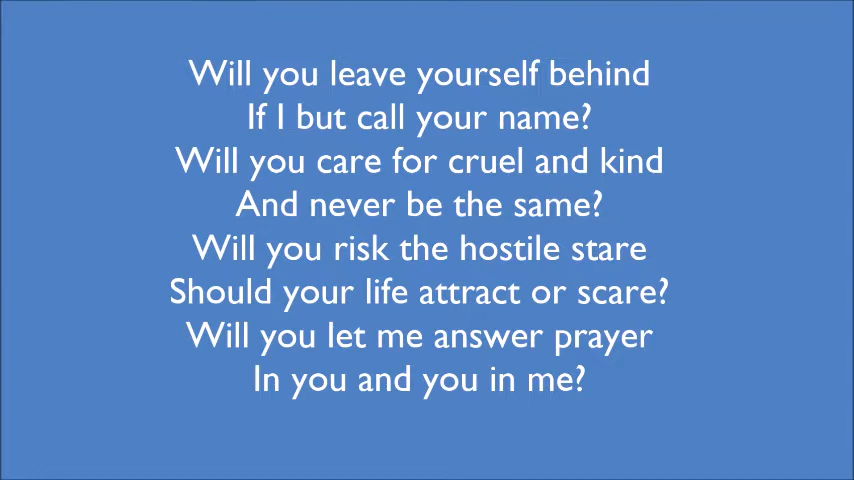 Will you leave yourself behind
If I but call your name?
Will you care for cruel and kind
And never be the same?
Will you risk the hostile stare
Should your life attract or scare?
Will you let me answer prayer
In you and you in me?